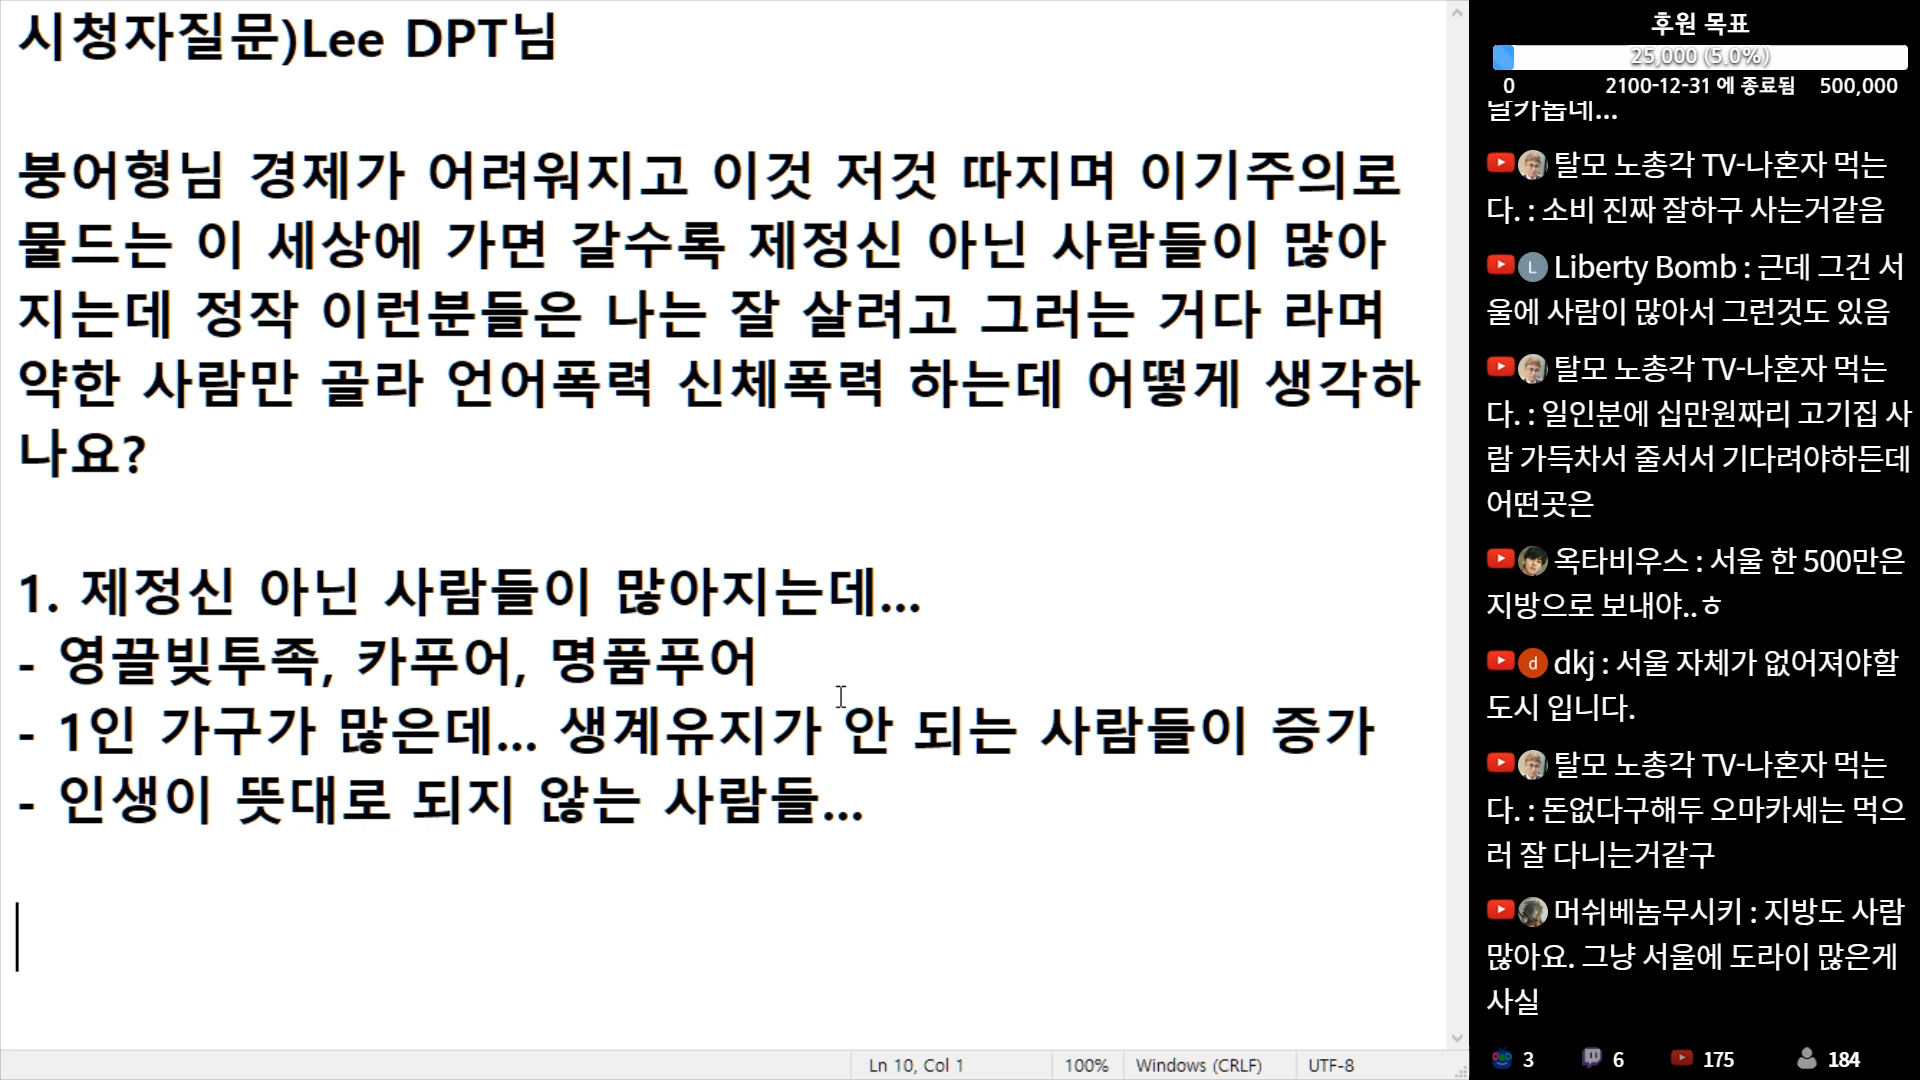 시청자질문)Lee DPT님
붕어형님 경제가 어려워지고 이것 저것 따지며 이기주의로
물드는 이 세상에 가면 갈수록 제정신 아닌 사람들이 많아
지는데 정작 이런분들은 나는 잘 살려고 그러는 거다 라며
약한 사람만 골라 언어폭력 신체폭력 하는데 어떻게 생각하
나요?
1. 제정신 아닌 사람들이 많아지는데...
- 영끌빚투족, 카푸어, 명품푸어
- 1인 가구가 많은데... 생계유지가 안 되는 사람들이 증가
- 인생이 뜻대로 되지 않는 사람들...
Ln 10, Col 1
100%
Windows (CRLF)
UTF-8
후원 목표
25,000 (5.0%)
0 2100-12-31 에 종료됨 500,000
탈모 노총각 TV-나혼자 먹는
다. : 소비 진짜 잘하구 사는거같음
L Liberty Bomb : 근데 그건 서
울에 사람이 많아서 그런것도 있음
탈모 노총각 TV-나혼자 먹는
다. : 일인분에 십만원짜리 고기집 사
람 가득차서 줄서서 기다려야하든데
어떤곳은
옥타비우스 : 서울 한 500만은
지방으로 보내야..ㅎ
d dkj : 서울 자체가 없어져야할
도시 입니다.
탈모 노총각 TV-나혼자 먹는
다. : 돈없다구해두 오마카세는 먹으
러 잘 다니는거같구
머쉬베놈무시키 : 지방도 사람
많아요. 그냥 서울에 도라이 많은게
사실
3 6 175 184